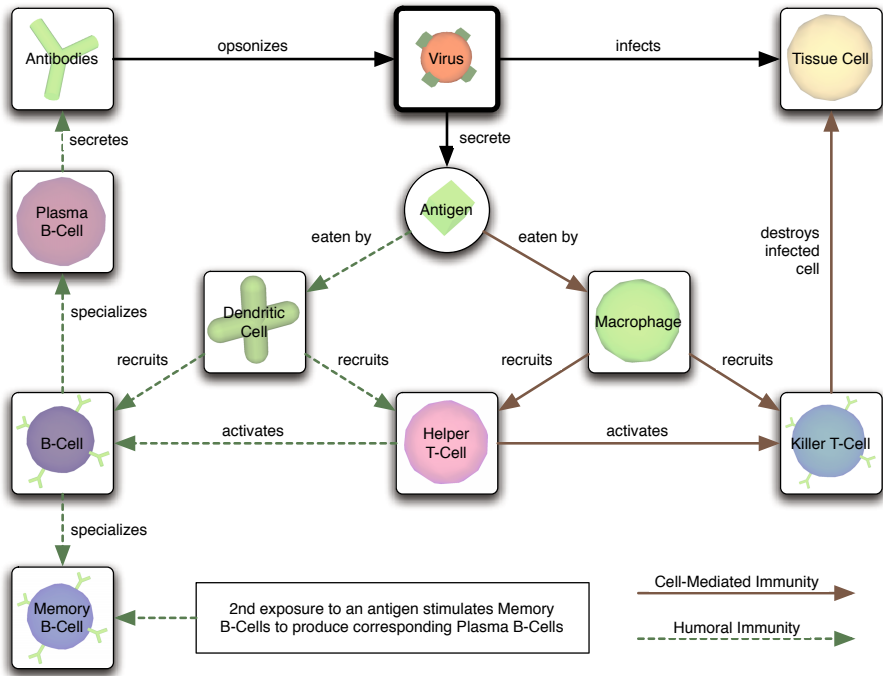 Antibodies
opsonizes
Virus
infects
Tissue Cell
secretes
secrete
Plasma
B-Cell
Antigen
eaten by
eaten by
destroys
infected
cell
specializes
Dendritic
Cell
Macrophage
recruits
recruits
recruits
recruits
B-Cell
activates
Helper
T-Cell
activates
Killer T-Cell
specializes
Memory
B-Cell
2nd exposure to an antigen stimulates Memory
B-Cells to produce corresponding Plasma B-Cells
Cell-Mediated Immunity
Humoral Immunity